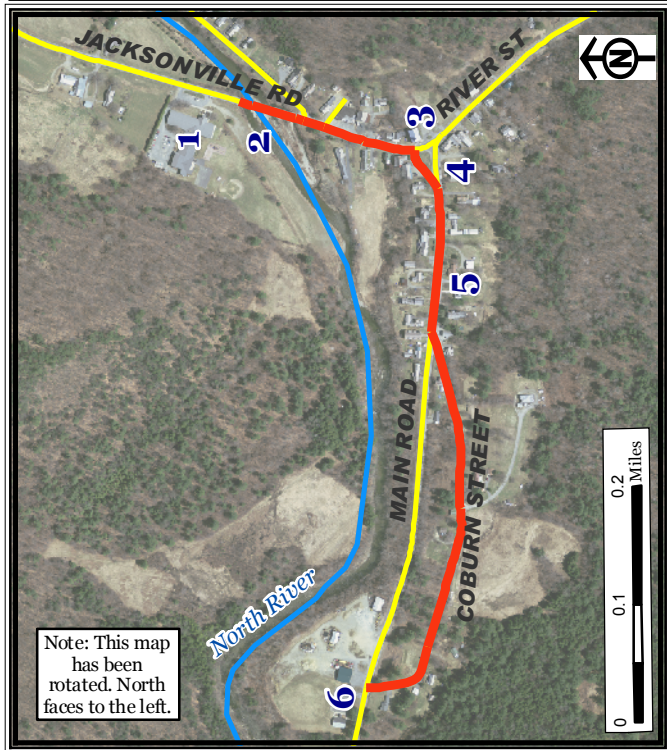 JACKSONVILLE RD
RIVER ST
N
1
2
3
4
5
MAIN ROAD
COBURN STREET
North River
6
Note: This map
has been
rotated. North
faces to the left.
0
0.1
0.2
Miles